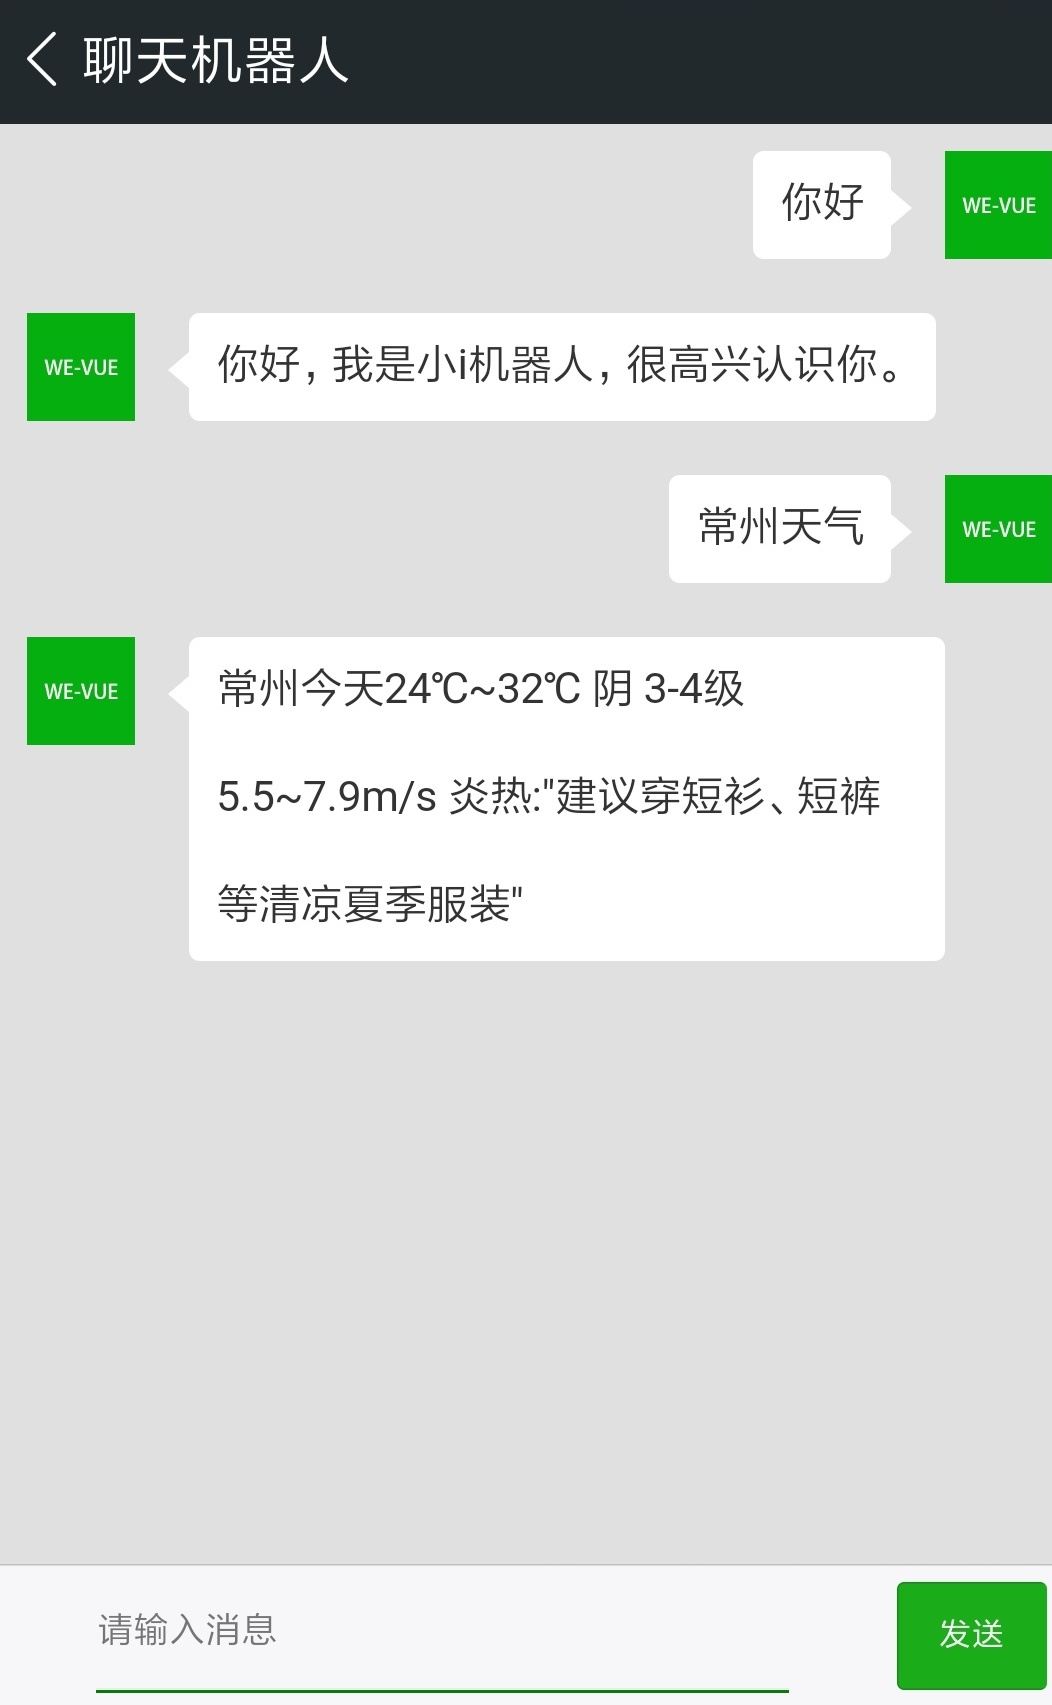 聊天机器人
你好
WE-VUE
WE-VUE
你好，我是小i机器人，很高兴认识你。
常州天气
WE-VUE
WE-VUE
常州今天24℃~32℃ 阴 3-4级
5.5~7.9m/s 炎热:"建议穿短衫、短裤
等清凉夏季服装"
请输入消息
发送